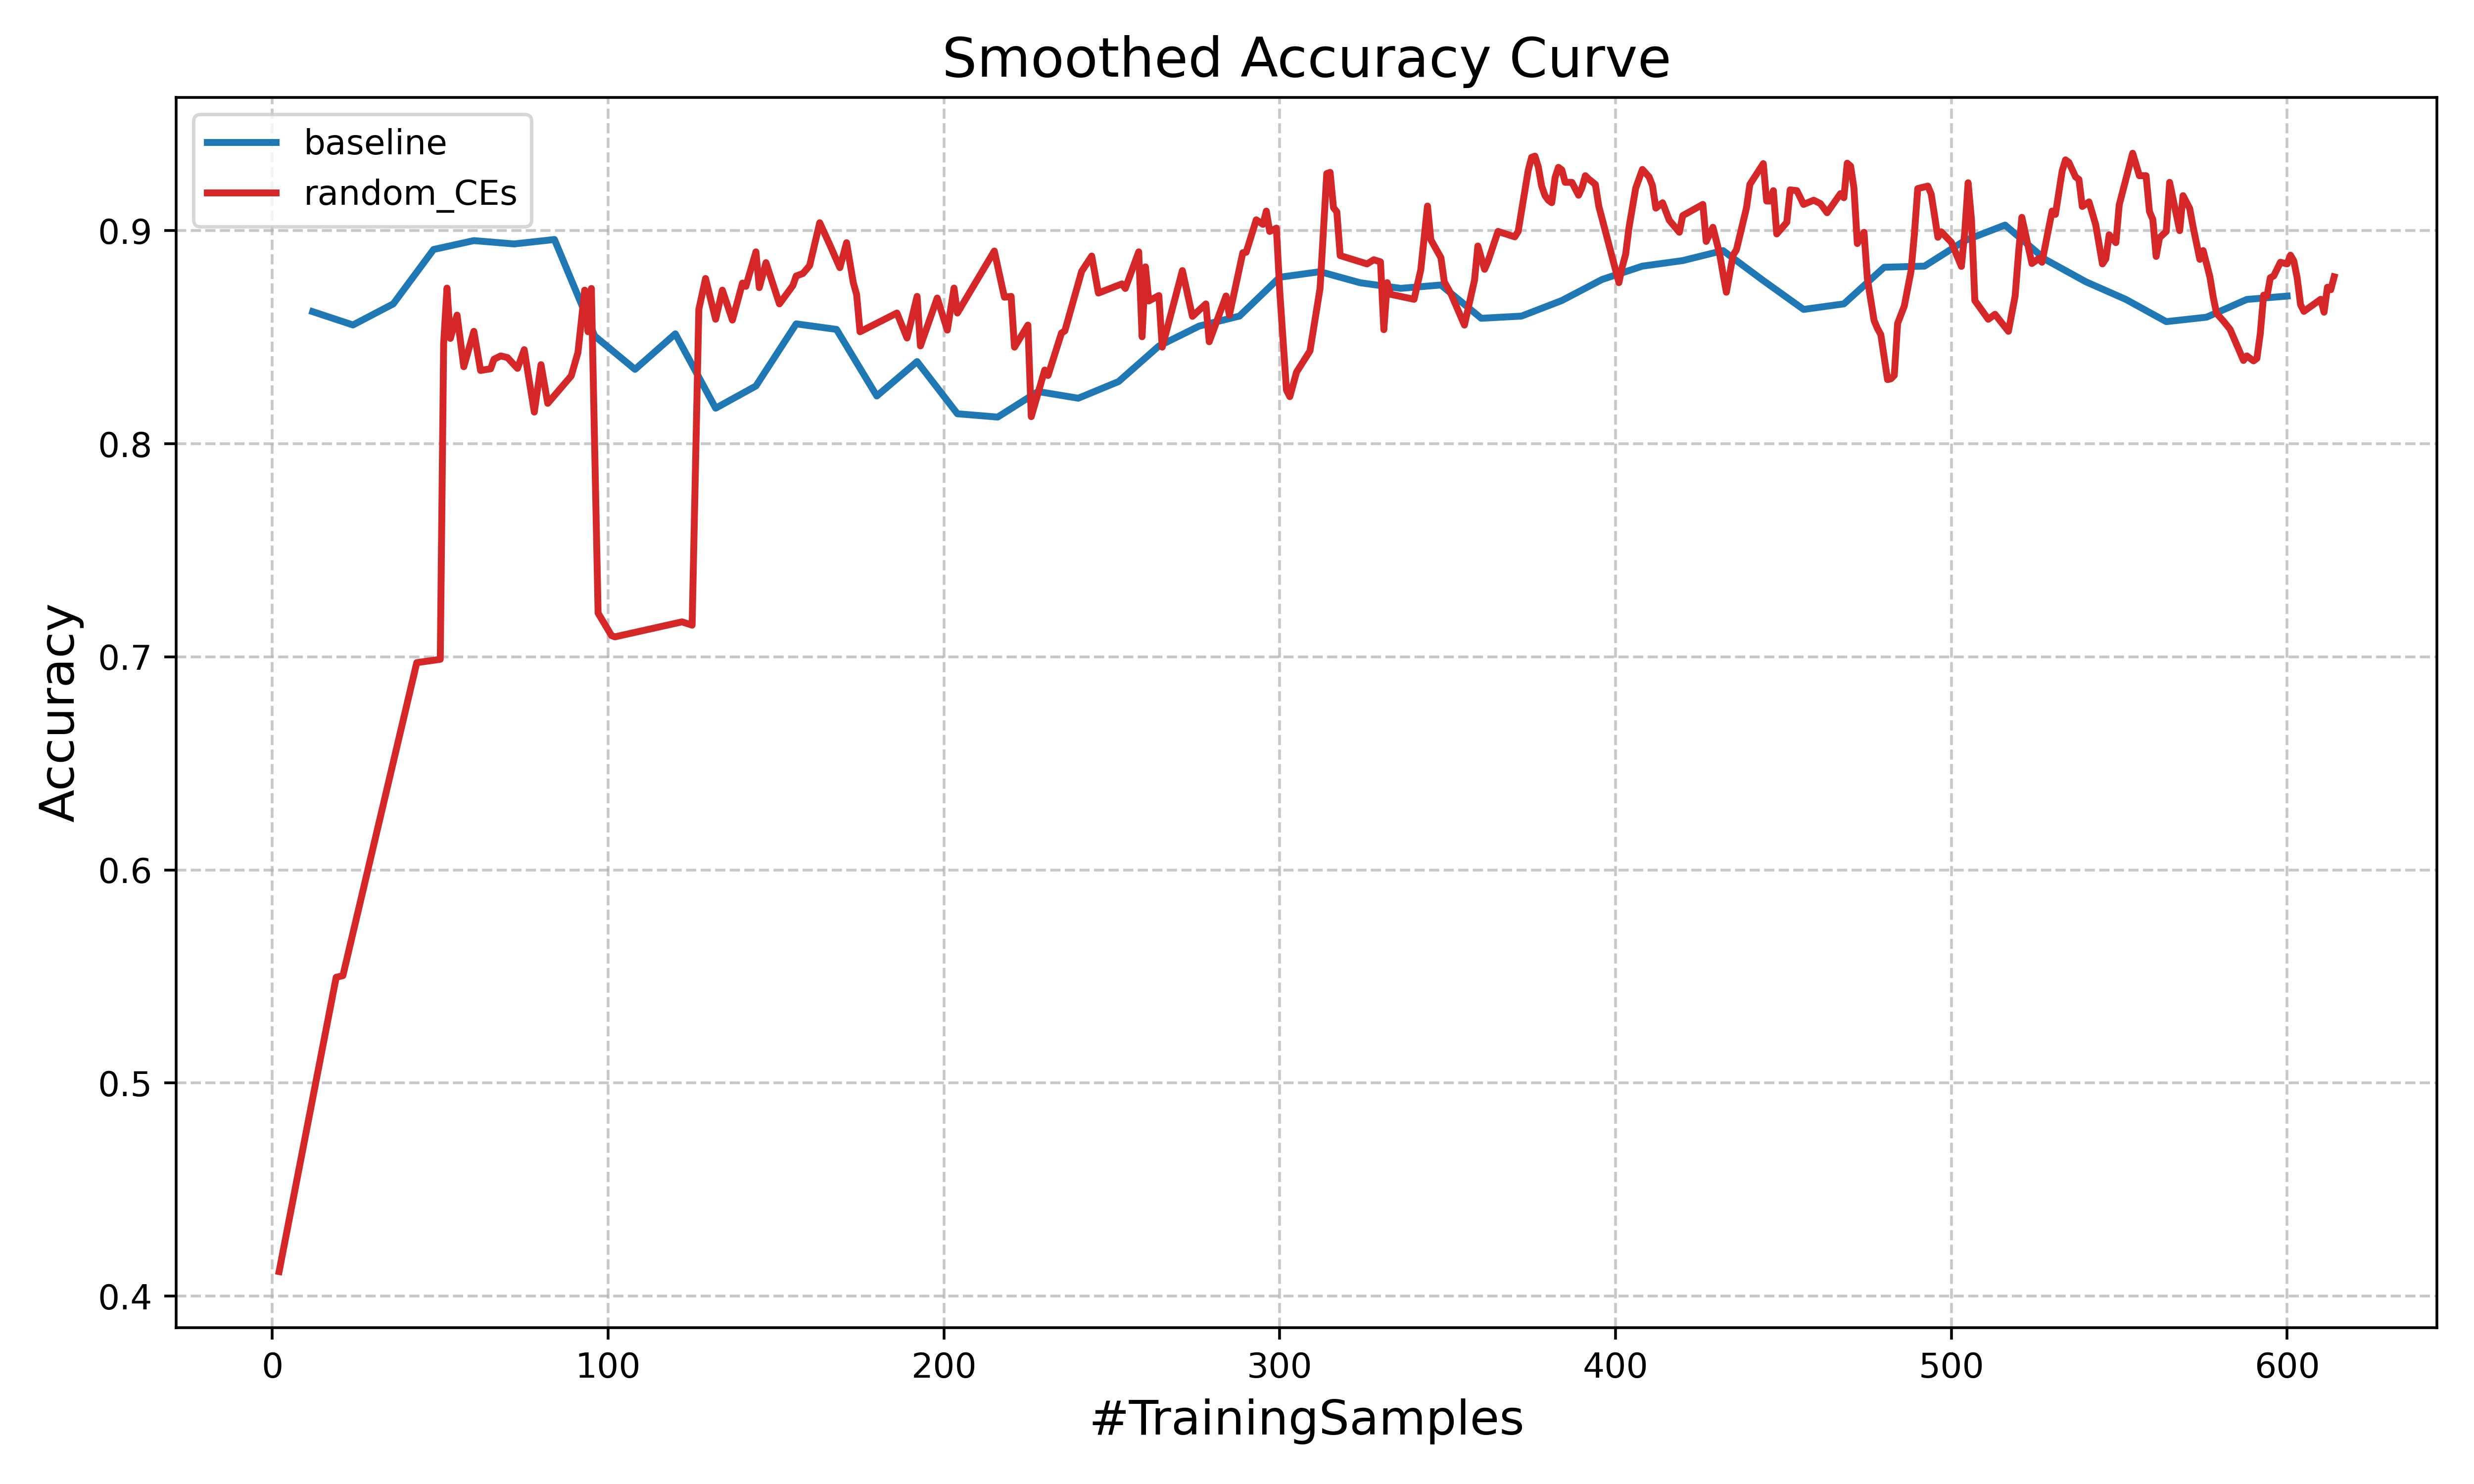 Smoothed Accuracy Curve
baseline
random_CEs
0.9
0.8
0.7
0.6
0.5
0.4
Accuracy
0 100 200 300 400 500 600
#TrainingSamples